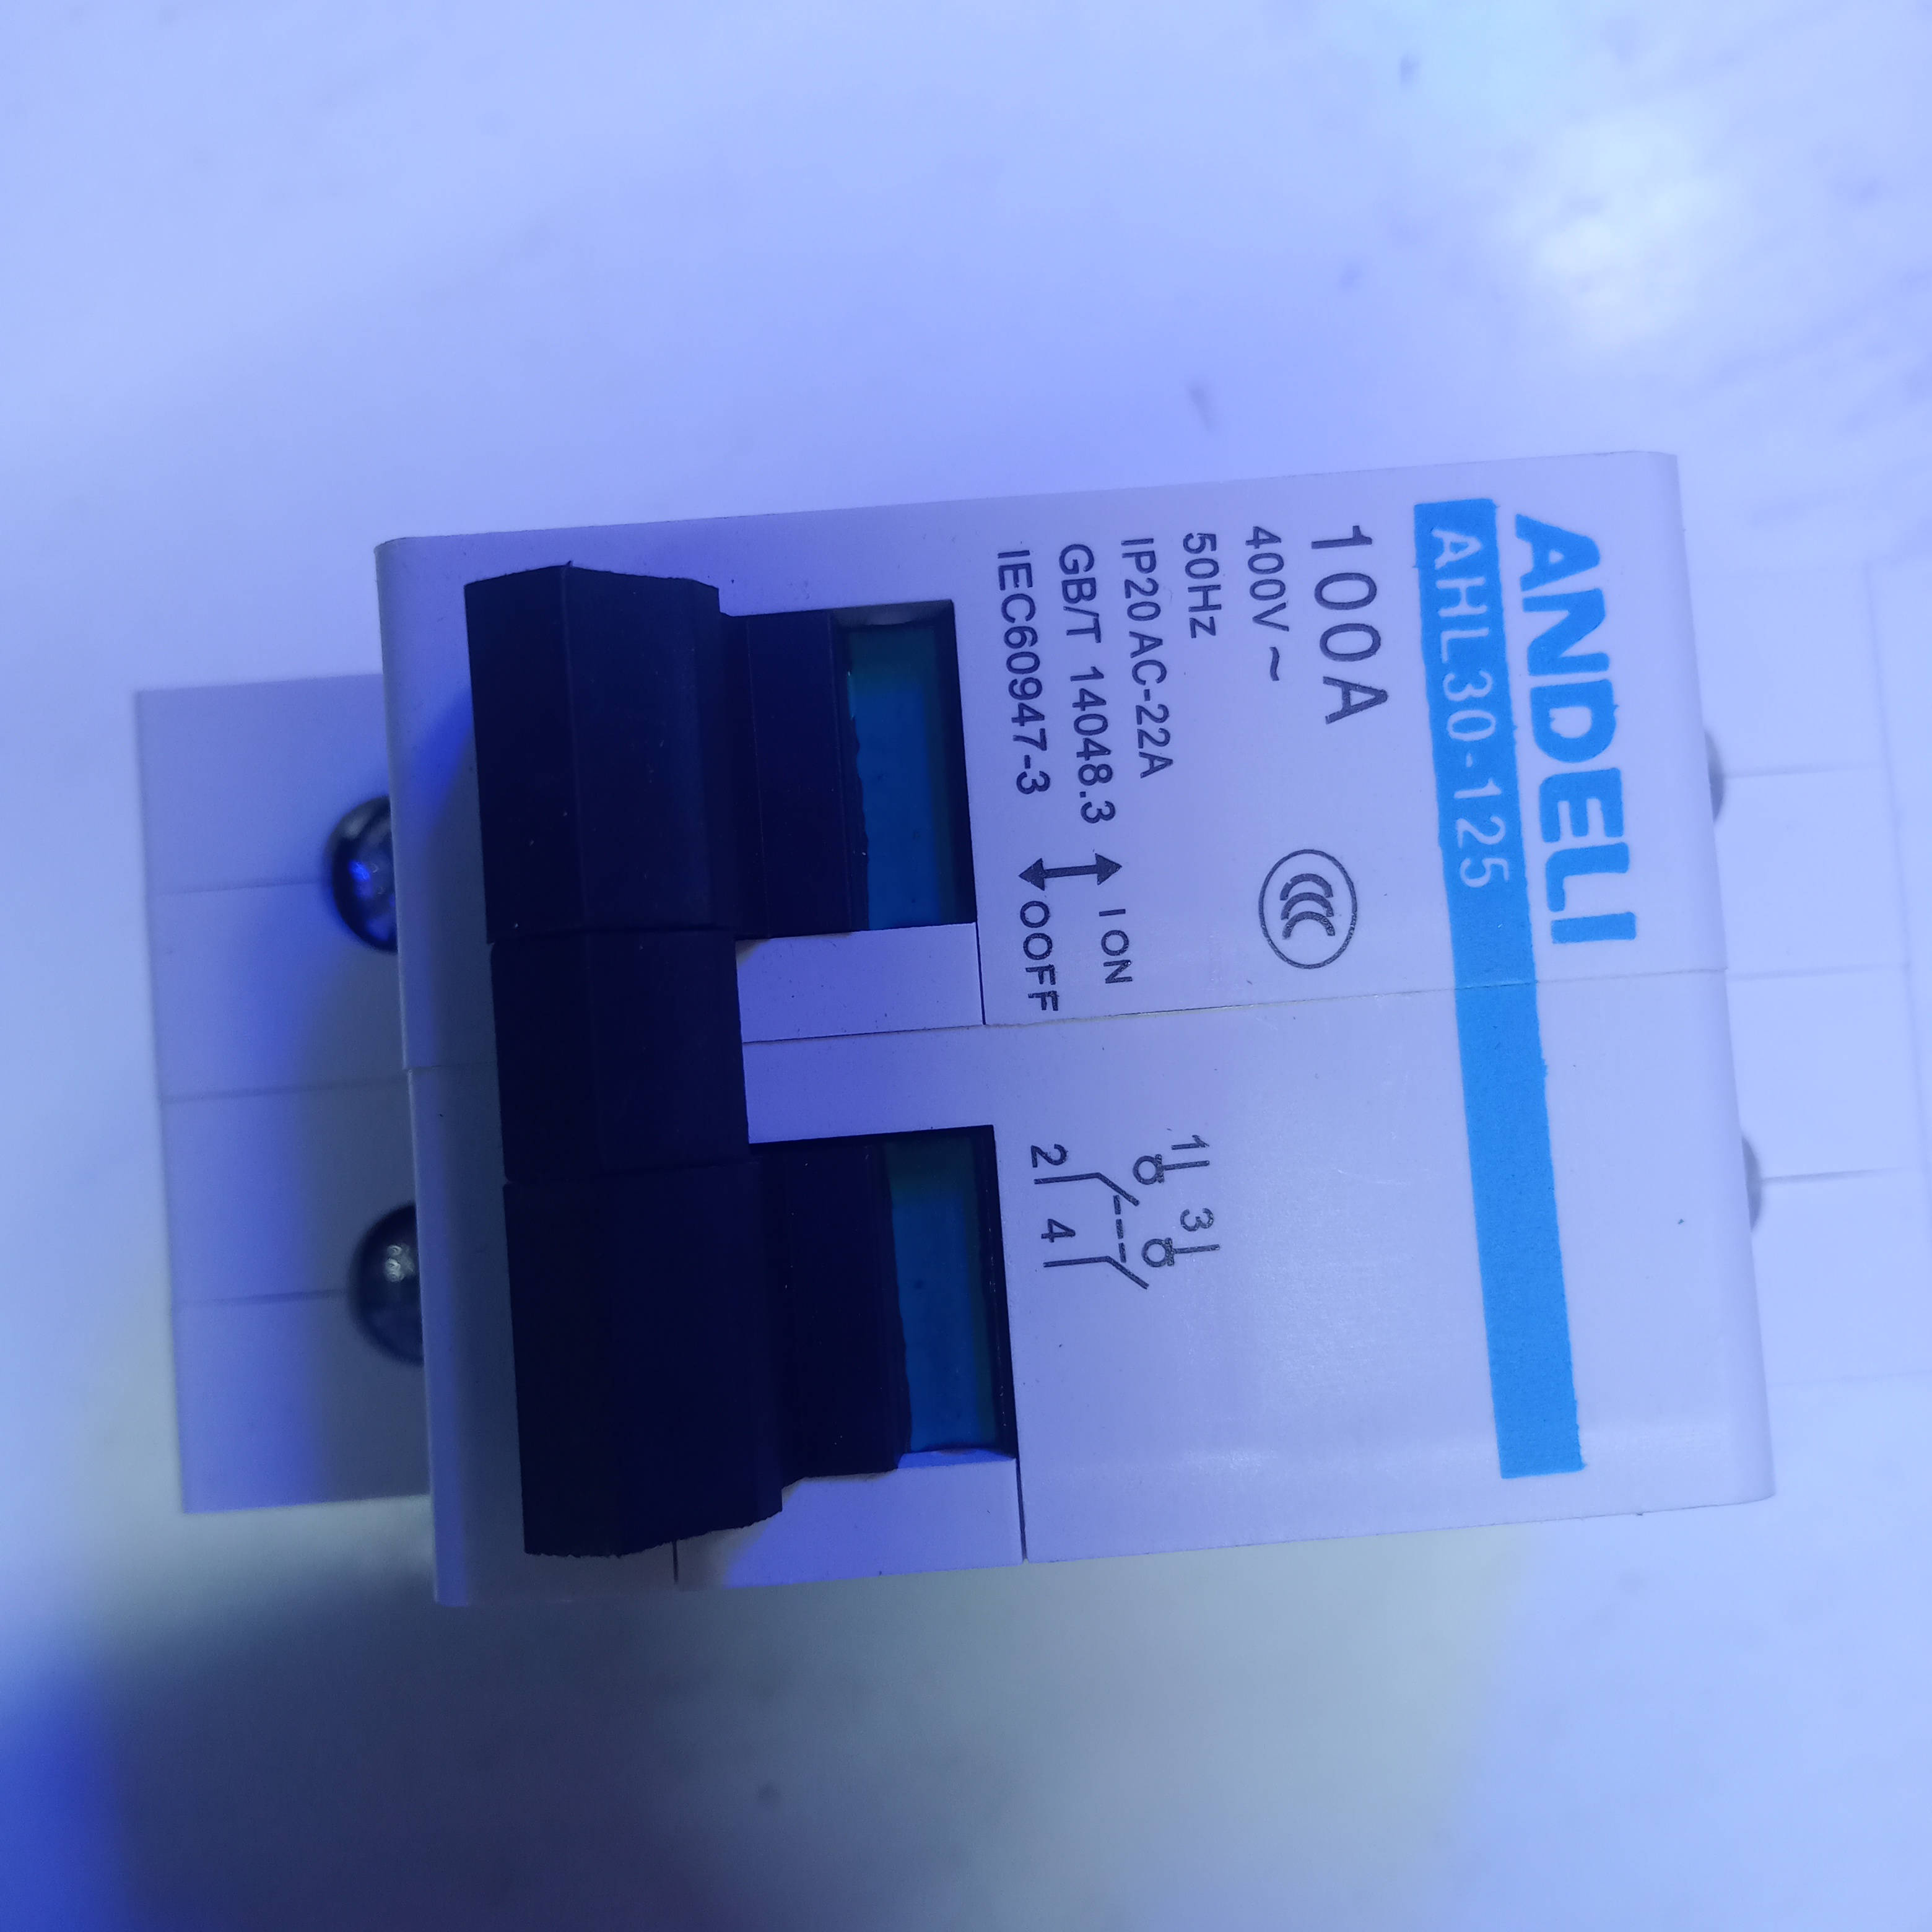 ANDELI
AHL30-125
100A
400V~
50Hz
IP20 AC-22A
GB/T 14048.3 ↑ I ON
IEC60947-3 ↓ OOFF
1 3
2 4